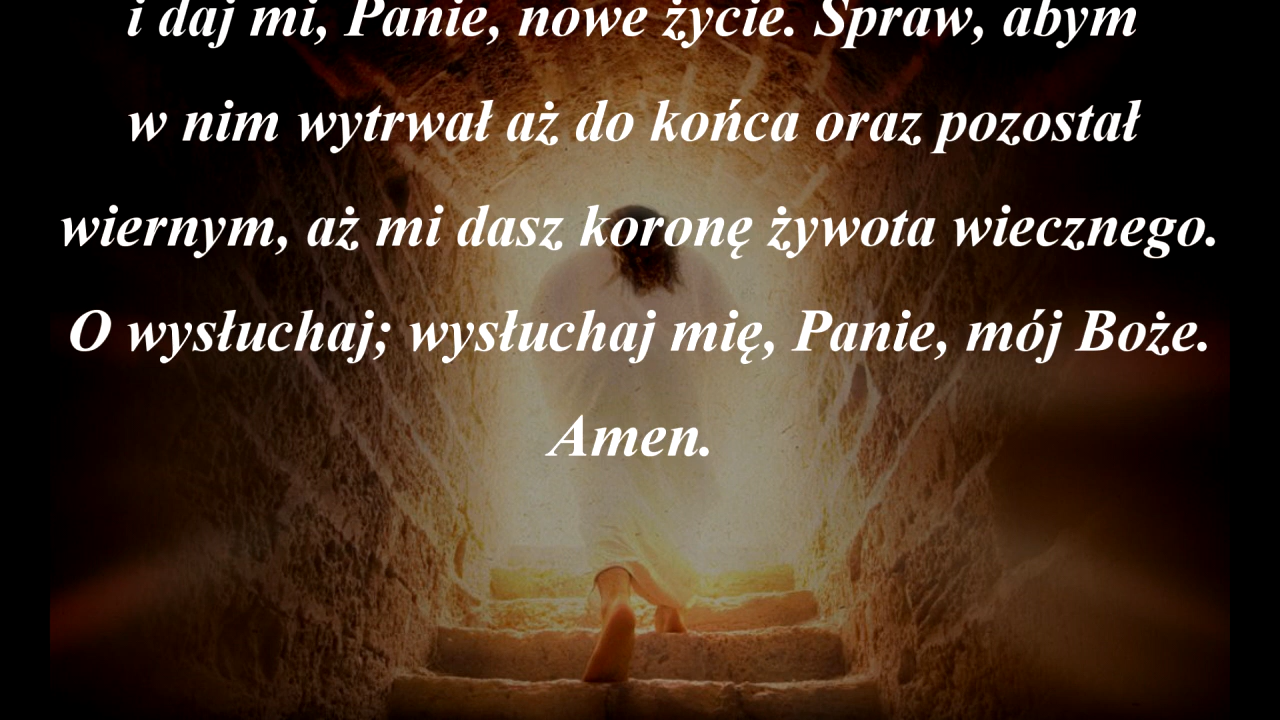 i daj mi, Panie, nowe życie. Spraw, abym
w nim wytrwał aż do końca oraz pozostał
wiernym, aż mi dasz koronę żywota wiecznego.
O wysłuchaj; wysłuchaj mię, Panie, mój Boże.
Amen.